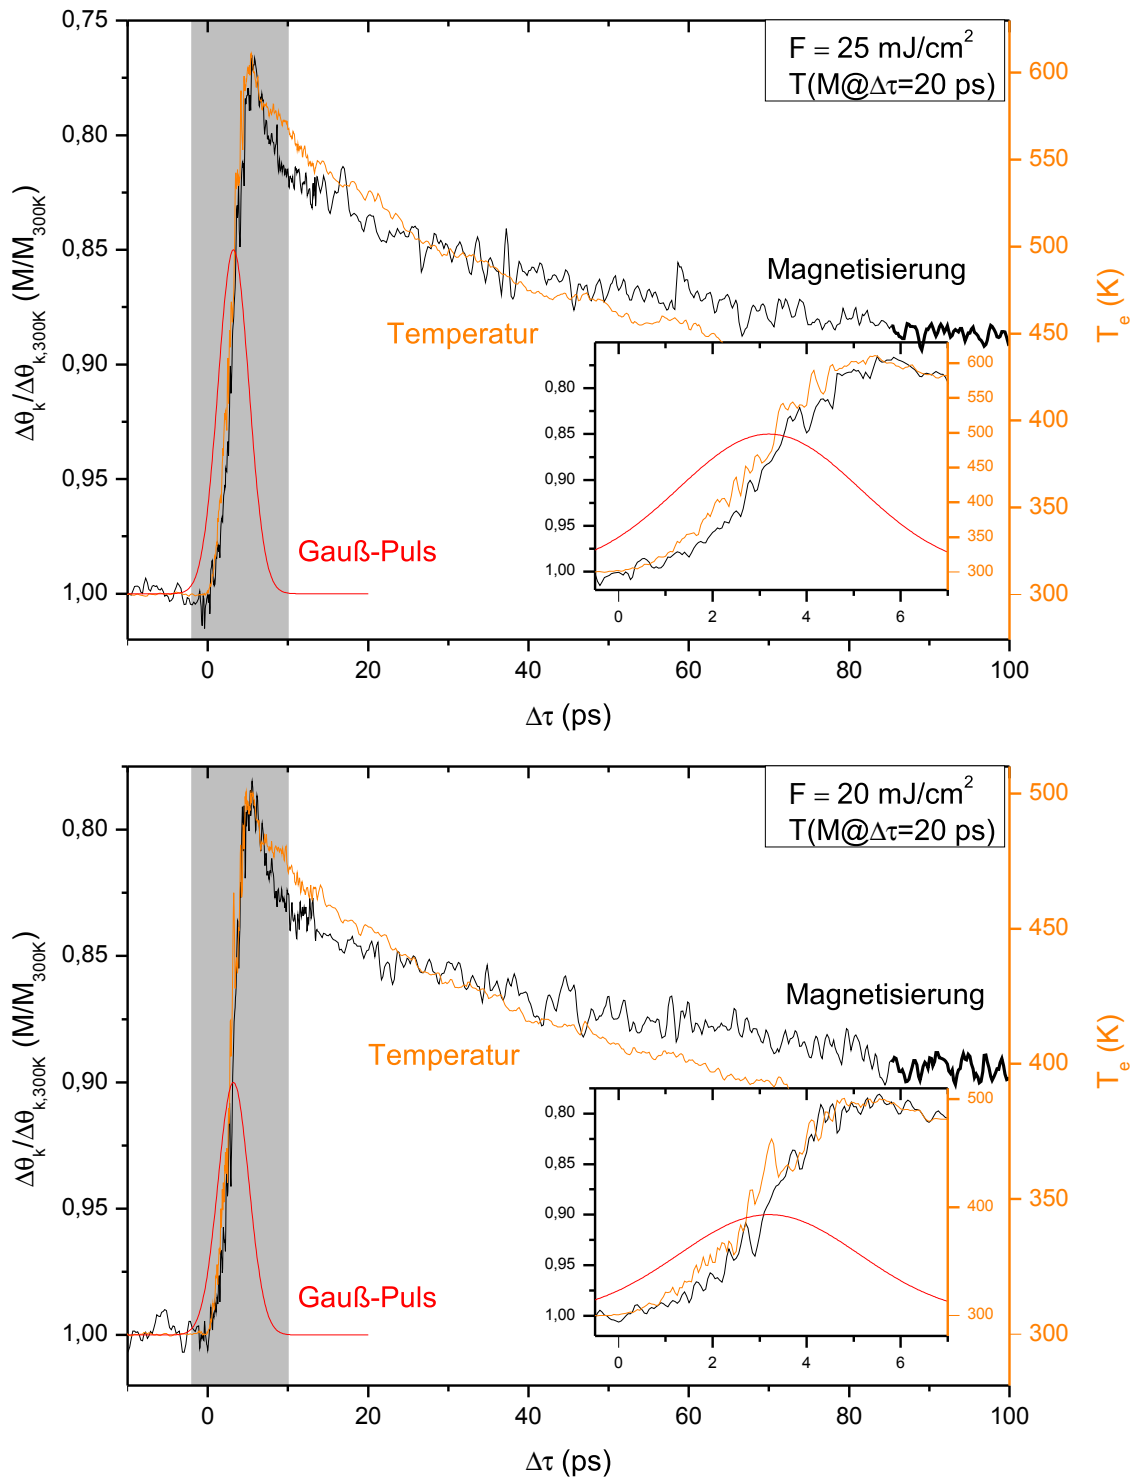 F = 25 mJ/cm²
T(M@Δτ=20 ps)
0,75
0,80
0,85
0,90
0,95
1,00
Δθk/Δθk,300K (M/M300K)
600
550
500
450
400
350
300
Te (K)
Magnetisierung
Temperatur
Gauß-Puls
0,80
0,85
0,90
0,95
1,00
600
550
500
450
400
350
300
0 2 4 6
0 20 40 60 80 100
Δτ (ps)
F = 20 mJ/cm²
T(M@Δτ=20 ps)
0,80
0,85
0,90
0,95
1,00
Δθk/Δθk,300K (M/M300K)
500
450
400
350
300
Te (K)
Magnetisierung
Temperatur
Gauß-Puls
0,80
0,85
0,90
0,95
1,00
500
400
300
0 2 4 6
0 20 40 60 80 100
Δτ (ps)